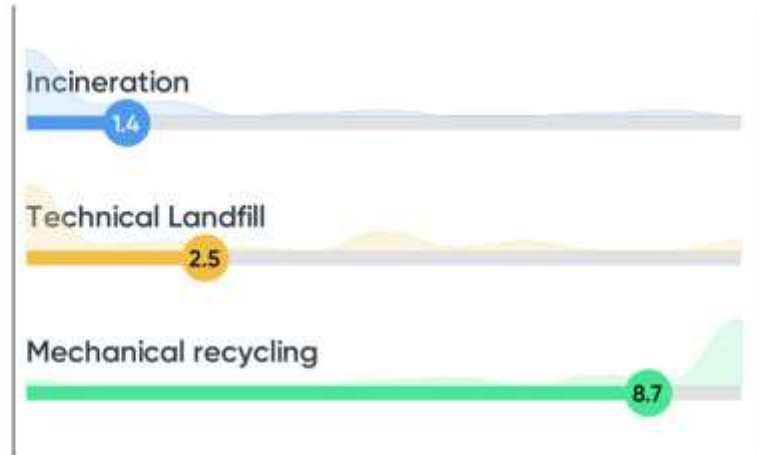 Incineration
1.4
Technical Landfill
2.5
Mechanical recycling
8.7